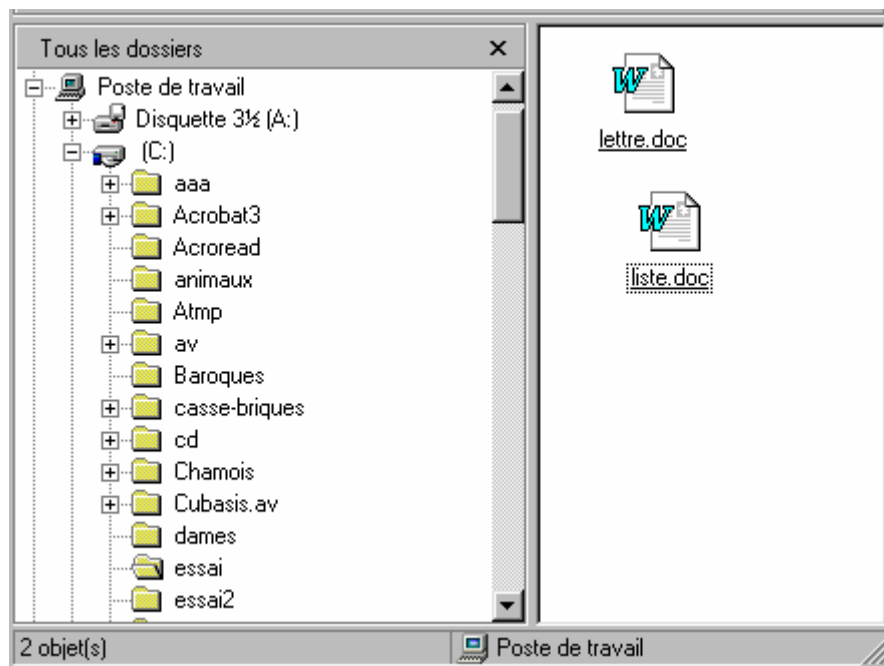 Tous les dossiers
Poste de travail
Disquette 3½ (A:)
(C:)
aaa
Acrobat3
Acroread
animaux
Atmp
av
Baroques
casse-briques
cd
Chamois
Cubasis.av
dames
essai
essai2
lettre.doc
liste.doc
2 objet(s)
Poste de travail